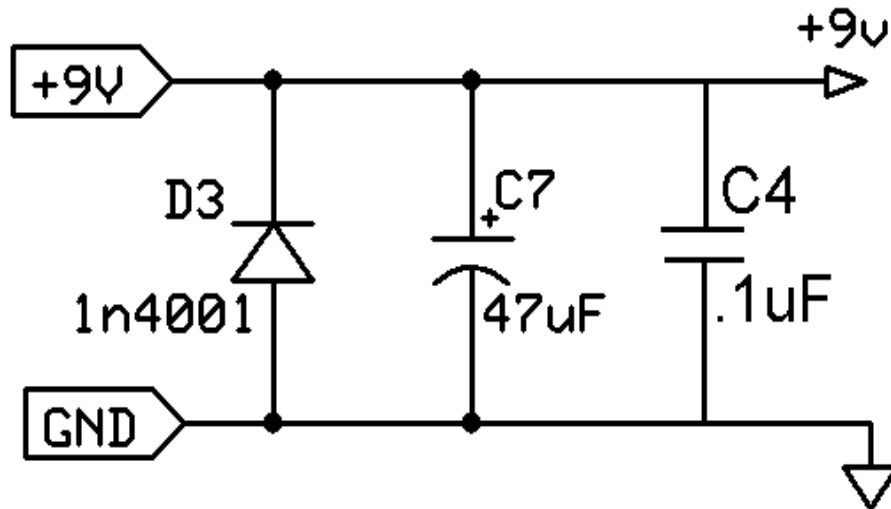 +9v
+9V
D3
+
C7
C4
1n4001
47uF
.1uF
GND